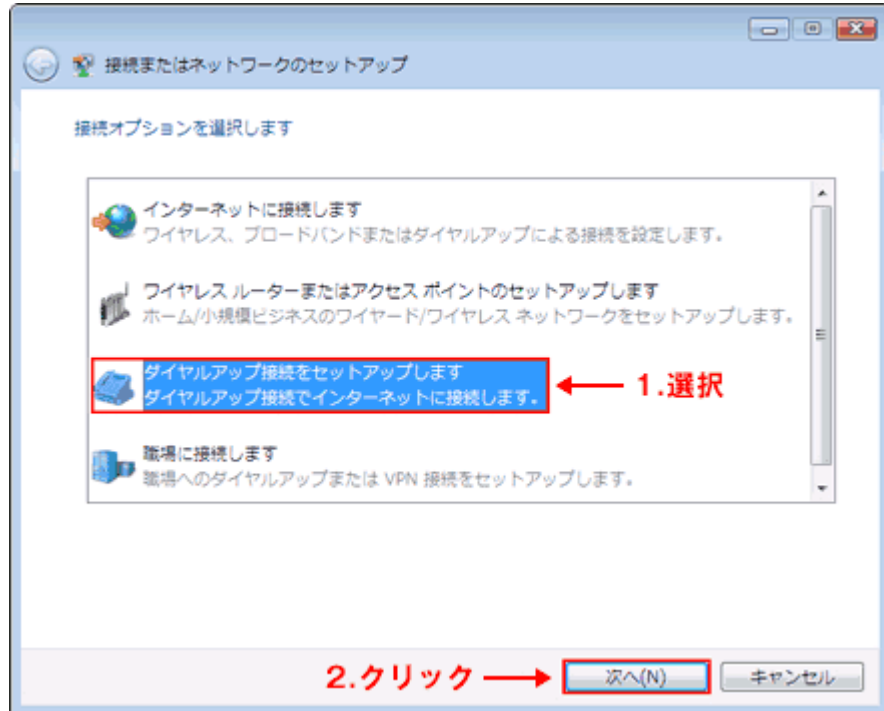 接続またはネットワークのセットアップ
接続オプションを選択します
インターネットに接続します
ワイヤレス、ブロードバンドまたはダイヤルアップによる接続を設定します。
ワイヤレス ルーターまたはアクセス ポイントのセットアップします
ホーム/小規模ビジネスのワイヤード/ワイヤレス ネットワークをセットアップします。
ダイヤルアップ接続をセットアップします
ダイヤルアップ接続でインターネットに接続します。
1.選択
職場に接続します
職場へのダイヤルアップまたは VPN 接続をセットアップします。
2.クリック
次へ(N)
キャンセル